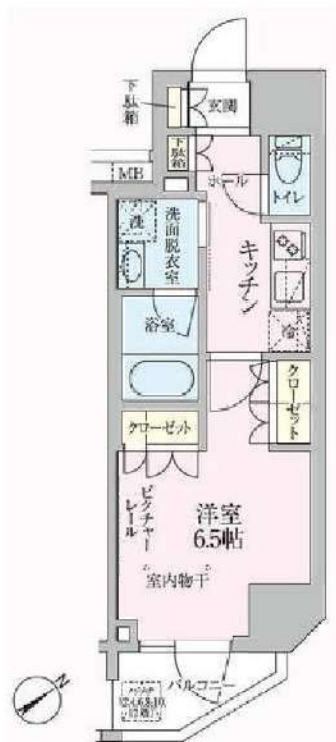 下駄箱
玄関
下駄箱
ホール
トイレ
MB
洗
洗面脱衣室
キッチン
浴室
冷
クローゼット
クローゼット
ピクチャーレール
洋室
6.5帖
室内物干
バルコニー
N